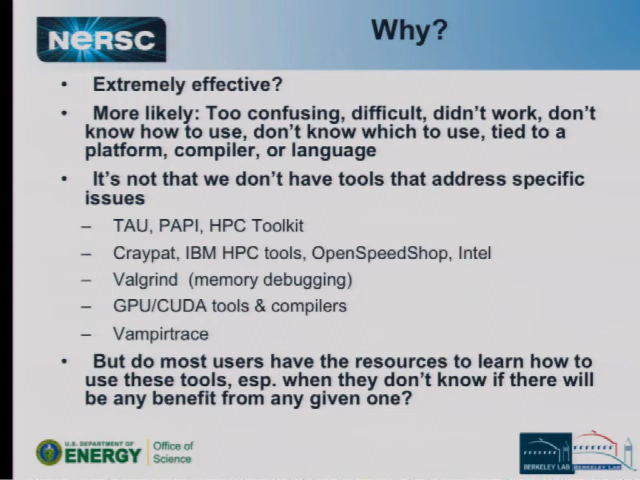 NERSC
Why?
• Extremely effective?
• More likely: Too confusing, difficult, didn't work, don't
know how to use, don't know which to use, tied to a
platform, compiler, or language
• It's not that we don't have tools that address specific
issues
– TAU, PAPI, HPC Toolkit
– Craypat, IBM HPC tools, OpenSpeedShop, Intel
– Valgrind (memory debugging)
– GPU/CUDA tools & compilers
– Vampirtrace
• But do most users have the resources to learn how to
use these tools, esp. when they don't know if there will
be any benefit from any given one?
U.S. DEPARTMENT OF
ENERGY
Office of
Science
BERKELEY LAB
BERKELEY LAB